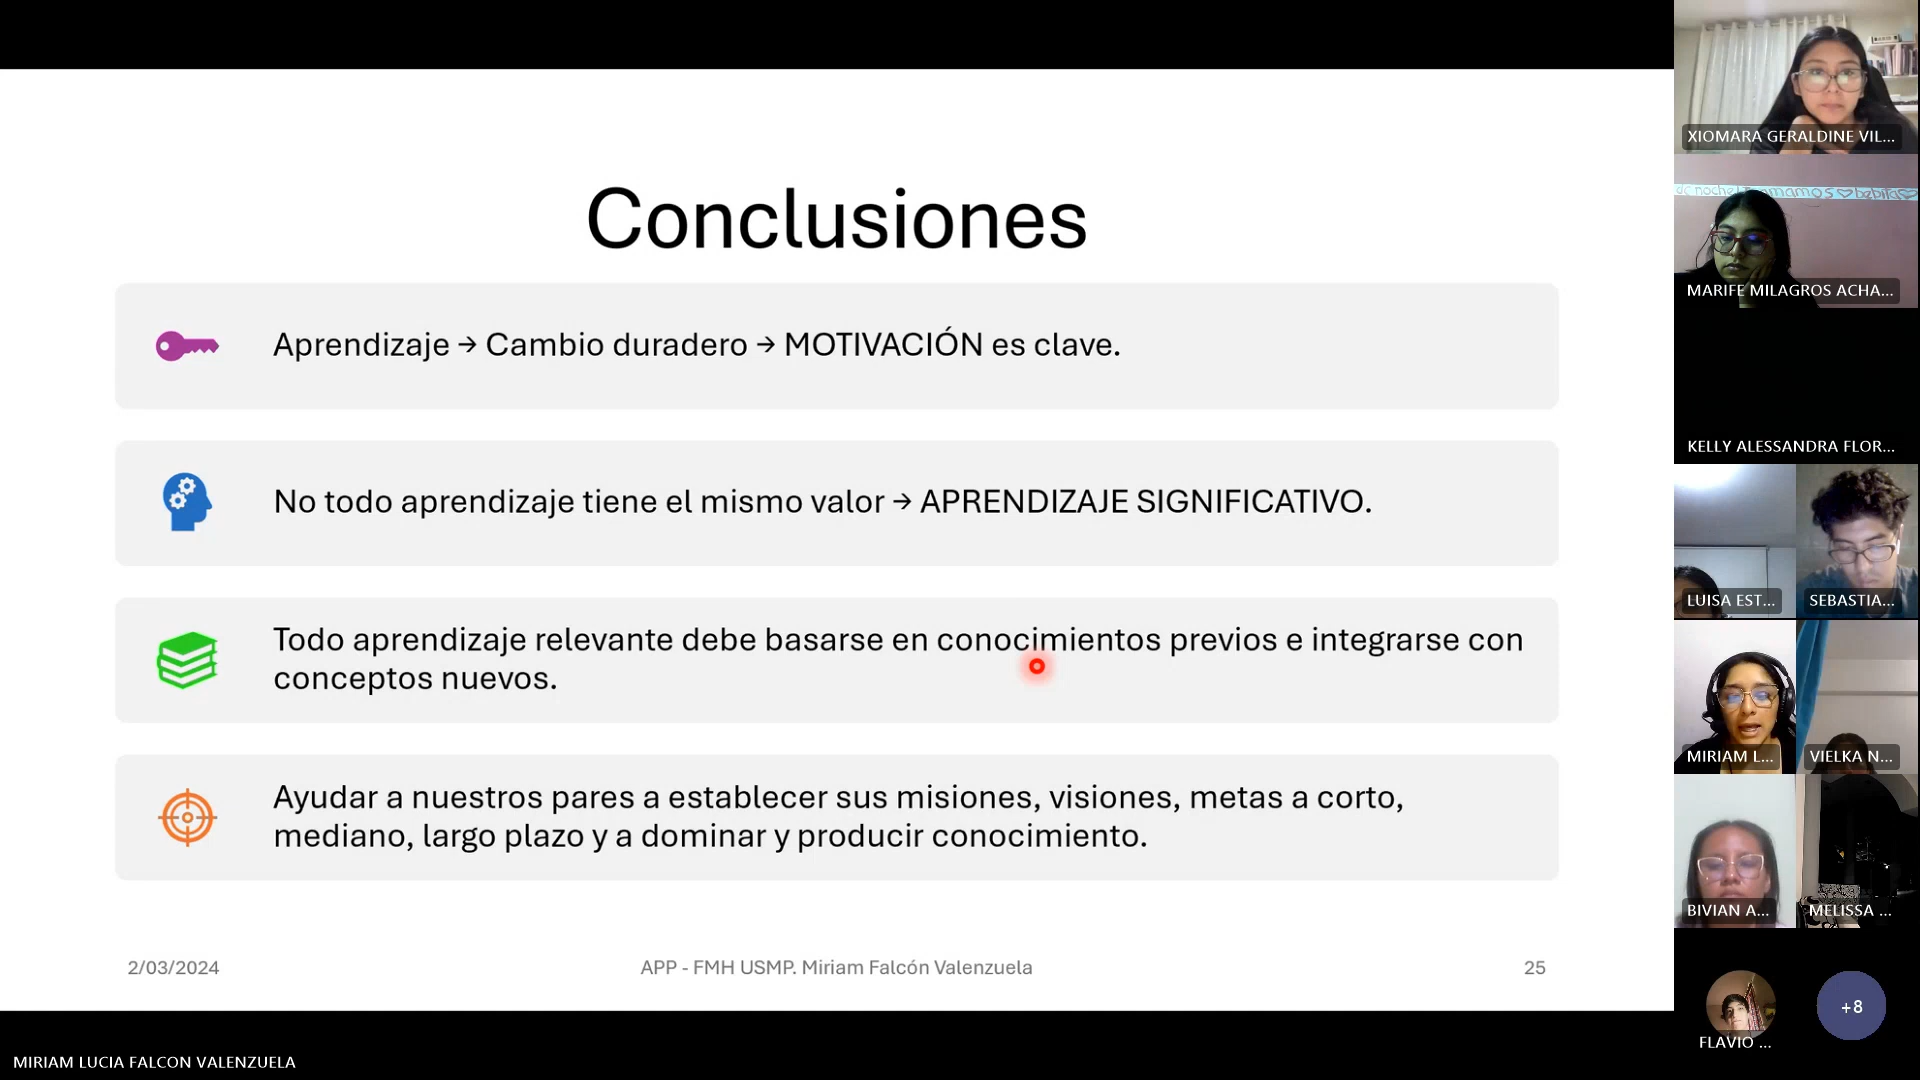 Conclusiones
Aprendizaje → Cambio duradero → MOTIVACIÓN es clave.
No todo aprendizaje tiene el mismo valor → APRENDIZAJE SIGNIFICATIVO.
Todo aprendizaje relevante debe basarse en conocimientos previos e integrarse con
conceptos nuevos.
Ayudar a nuestros pares a establecer sus misiones, visiones, metas a corto,
mediano, largo plazo y a dominar y producir conocimiento.
2/03/2024
APP - FMH USMP. Miriam Falcón Valenzuela
25
MIRIAM LUCIA FALCON VALENZUELA
XIOMARA GERALDINE VIL...
MARIFE MILAGROS ACHA...
KELLY ALESSANDRA FLOR...
LUISA EST...
SEBASTIA...
MIRIAM L...
VIELKA N...
BIVIAN A...
MELISSA ...
FLAVIO ...
+8